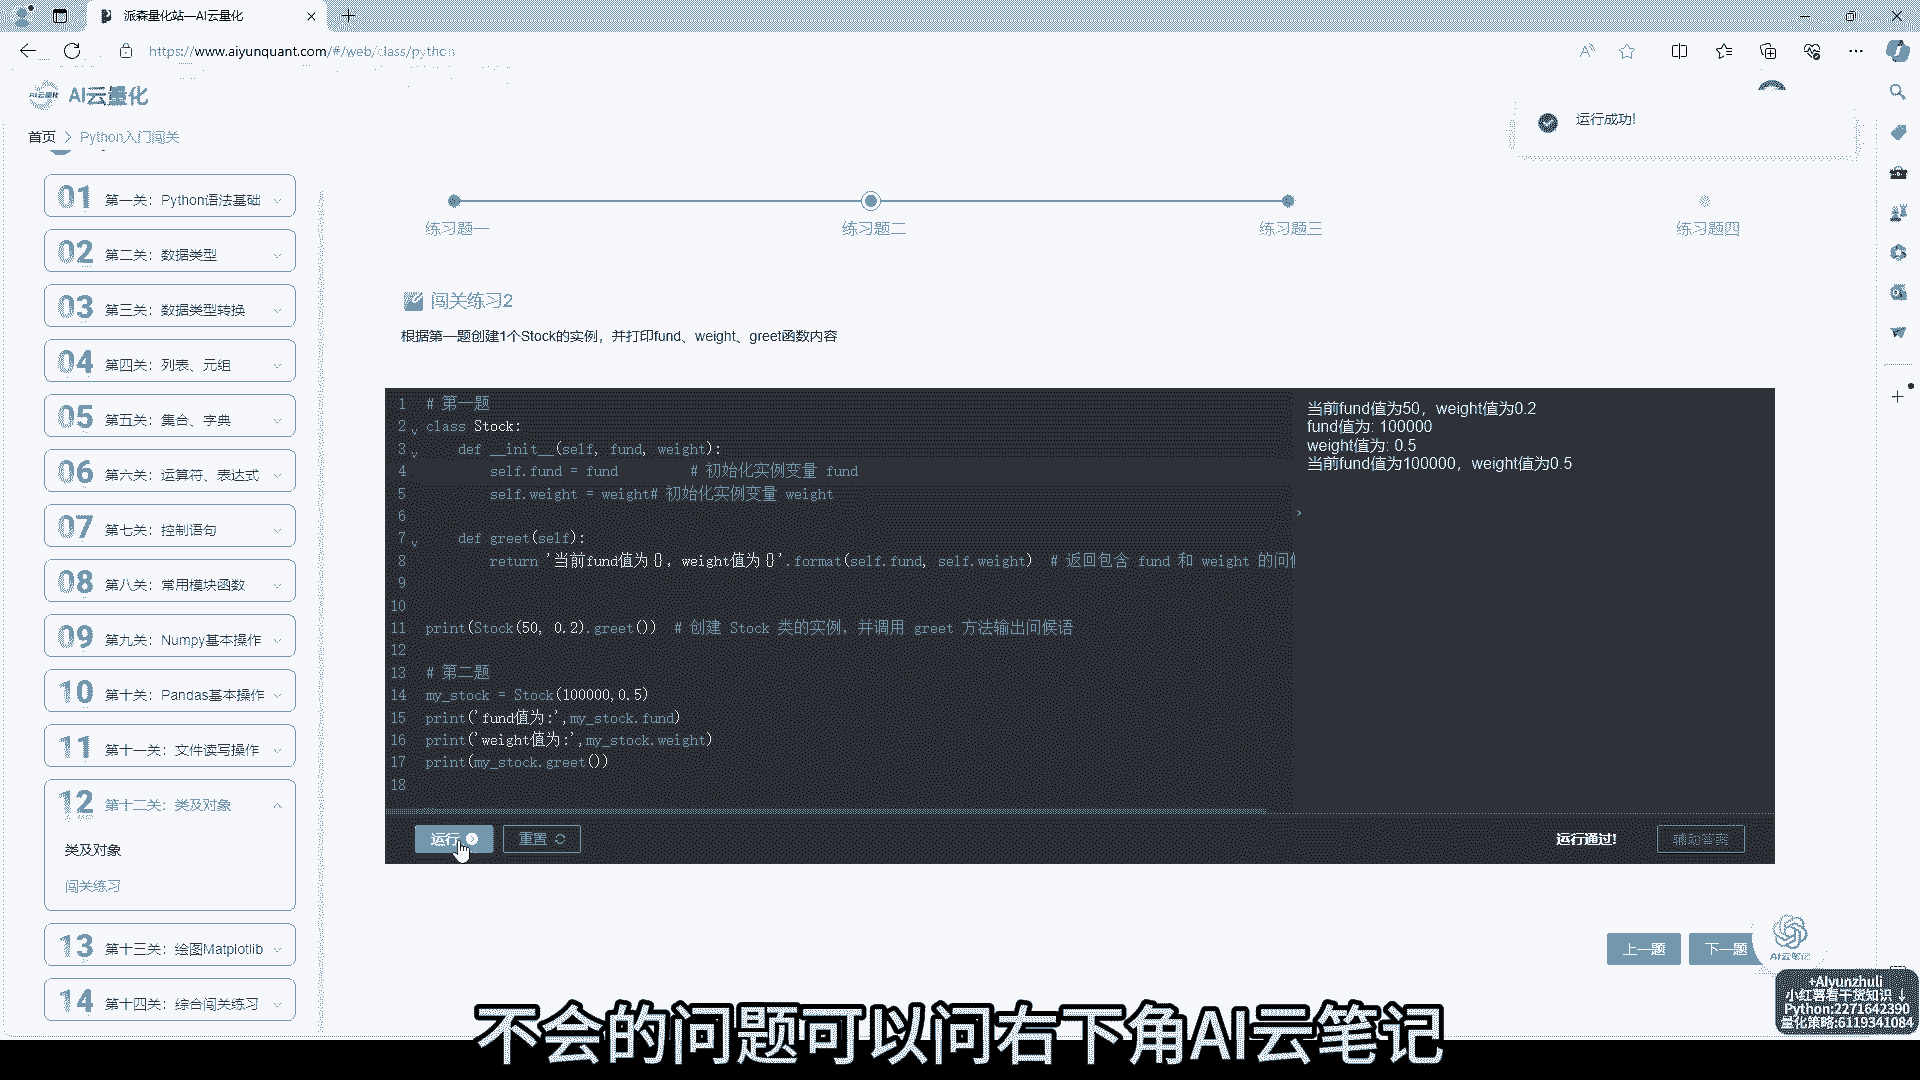 派森量化站—AI云量化
https://www.aiyunquant.com/#/web/class/python
AI云量化
首页 > Python入门闯关
运行成功!
01 第一关：Python语法基础
02 第二关：数据类型
03 第三关：数据类型转换
04 第四关：列表、元组
05 第五关：集合、字典
06 第六关：运算符、表达式
07 第七关：控制语句
08 第八关：常用模块函数
09 第九关：Numpy基本操作
10 第十关：Pandas基本操作
11 第十一关：文件读写操作
12 第十二关：类及对象
类及对象
闯关练习
13 第十三关：绘图Matplotlib
14 第十四关：综合闯关练习
练习题一
练习题二
练习题三
练习题四
闯关练习2
根据第一题创建1个Stock的实例，并打印fund、weight、greet函数内容
1 # 第一题
2 class Stock:
3 def __init__(self, fund, weight):
4 self.fund = fund # 初始化实例变量 fund
5 self.weight = weight# 初始化实例变量 weight
6
7 def greet(self):
8 return '当前fund值为{}, weight值为{}'.format(self.fund, self.weight) # 返回包含 fund 和 weight 的问
9
10
11 print(Stock(50, 0.2).greet()) # 创建 Stock 类的实例，并调用 greet 方法输出问候语
12
13 # 第二题
14 my_stock = Stock(100000,0.5)
15 print('fund值为:',my_stock.fund)
16 print('weight值为:',my_stock.weight)
17 print(my_stock.greet())
18
当前fund值为50，weight值为0.2
fund值为: 100000
weight值为: 0.5
当前fund值为100000，weight值为0.5
运行
重置
运行通过!
辅助答案
上一题
下一题
AI云笔记
+AIyunzhuli
小红薯看干货知识 ↓
Python:2271642390
量化策略:6119341084
不会的问题可以问右下角AI云笔记